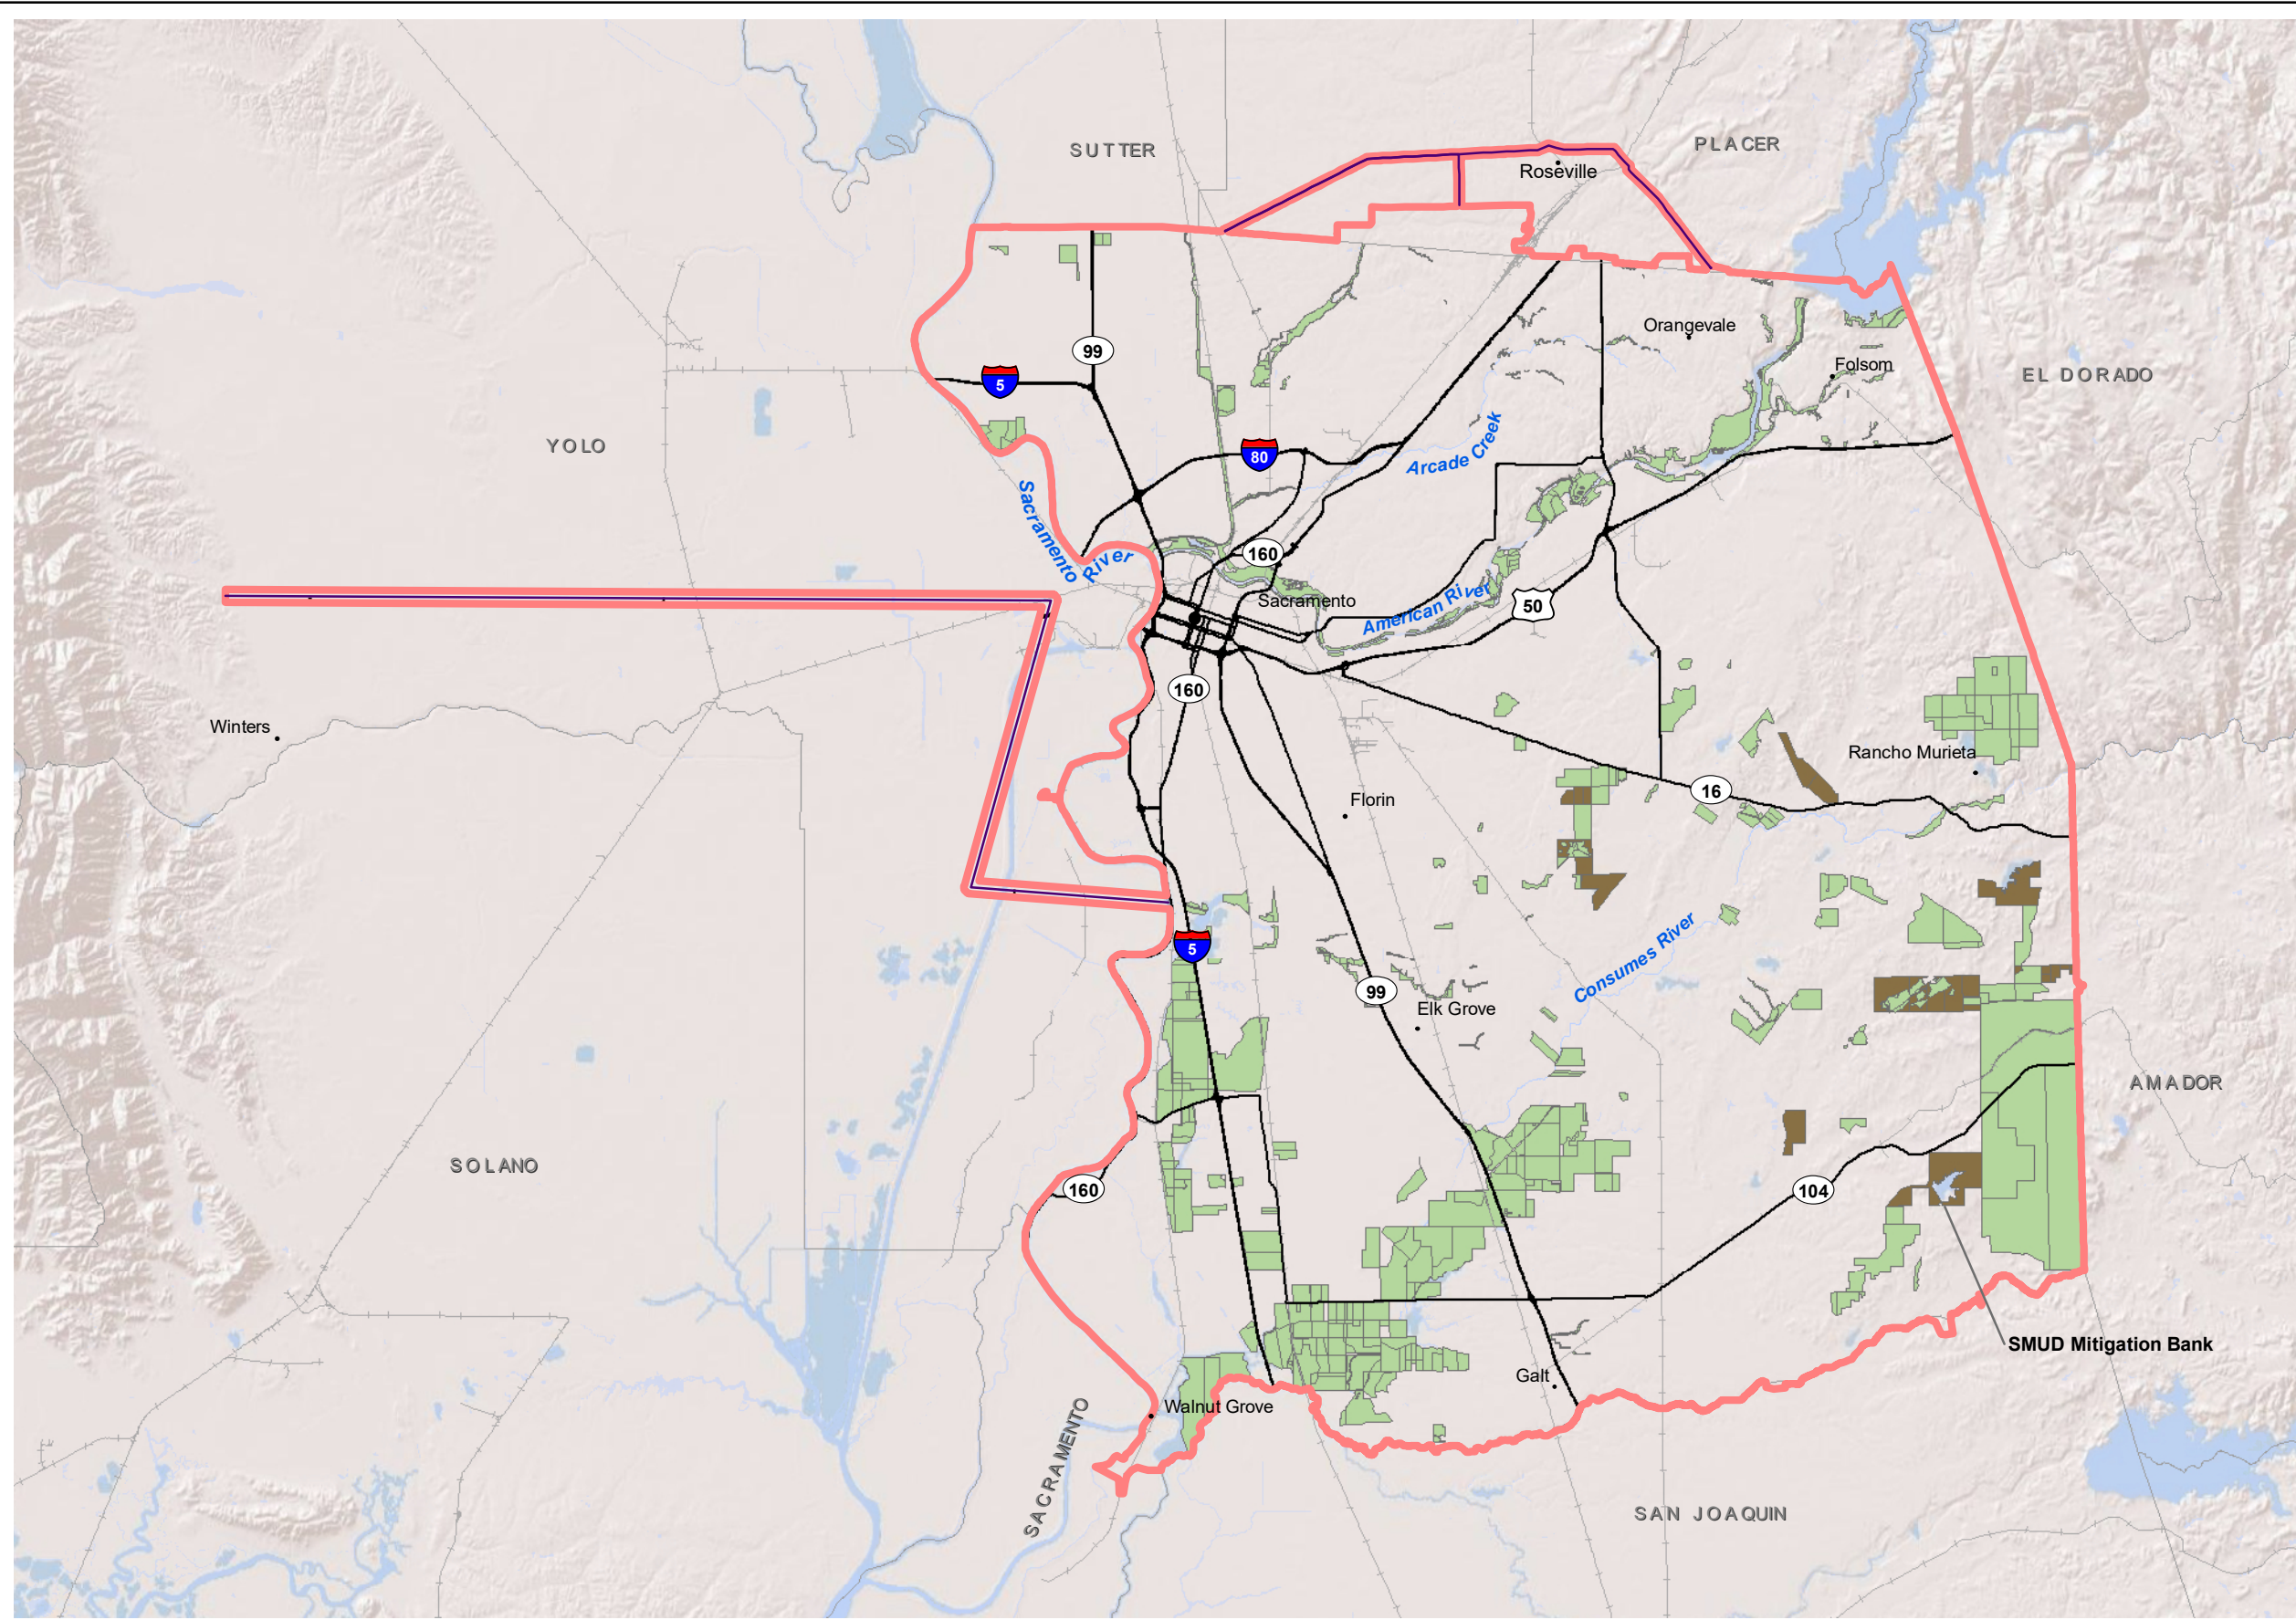 SUTTER
PLACER
Roseville
Orangevale
99
Folsom
5
EL DORADO
YOLO
80
Arcade Creek
Sacramento River
160
Sacramento
American River
50
160
Winters
Rancho Murieta
16
Florin
5
Consumes River
99
Elk Grove
AMADOR
SOLANO
160
104
SMUD Mitigation Bank
Galt
Walnut Grove
SACRAMENTO
SAN JOAQUIN